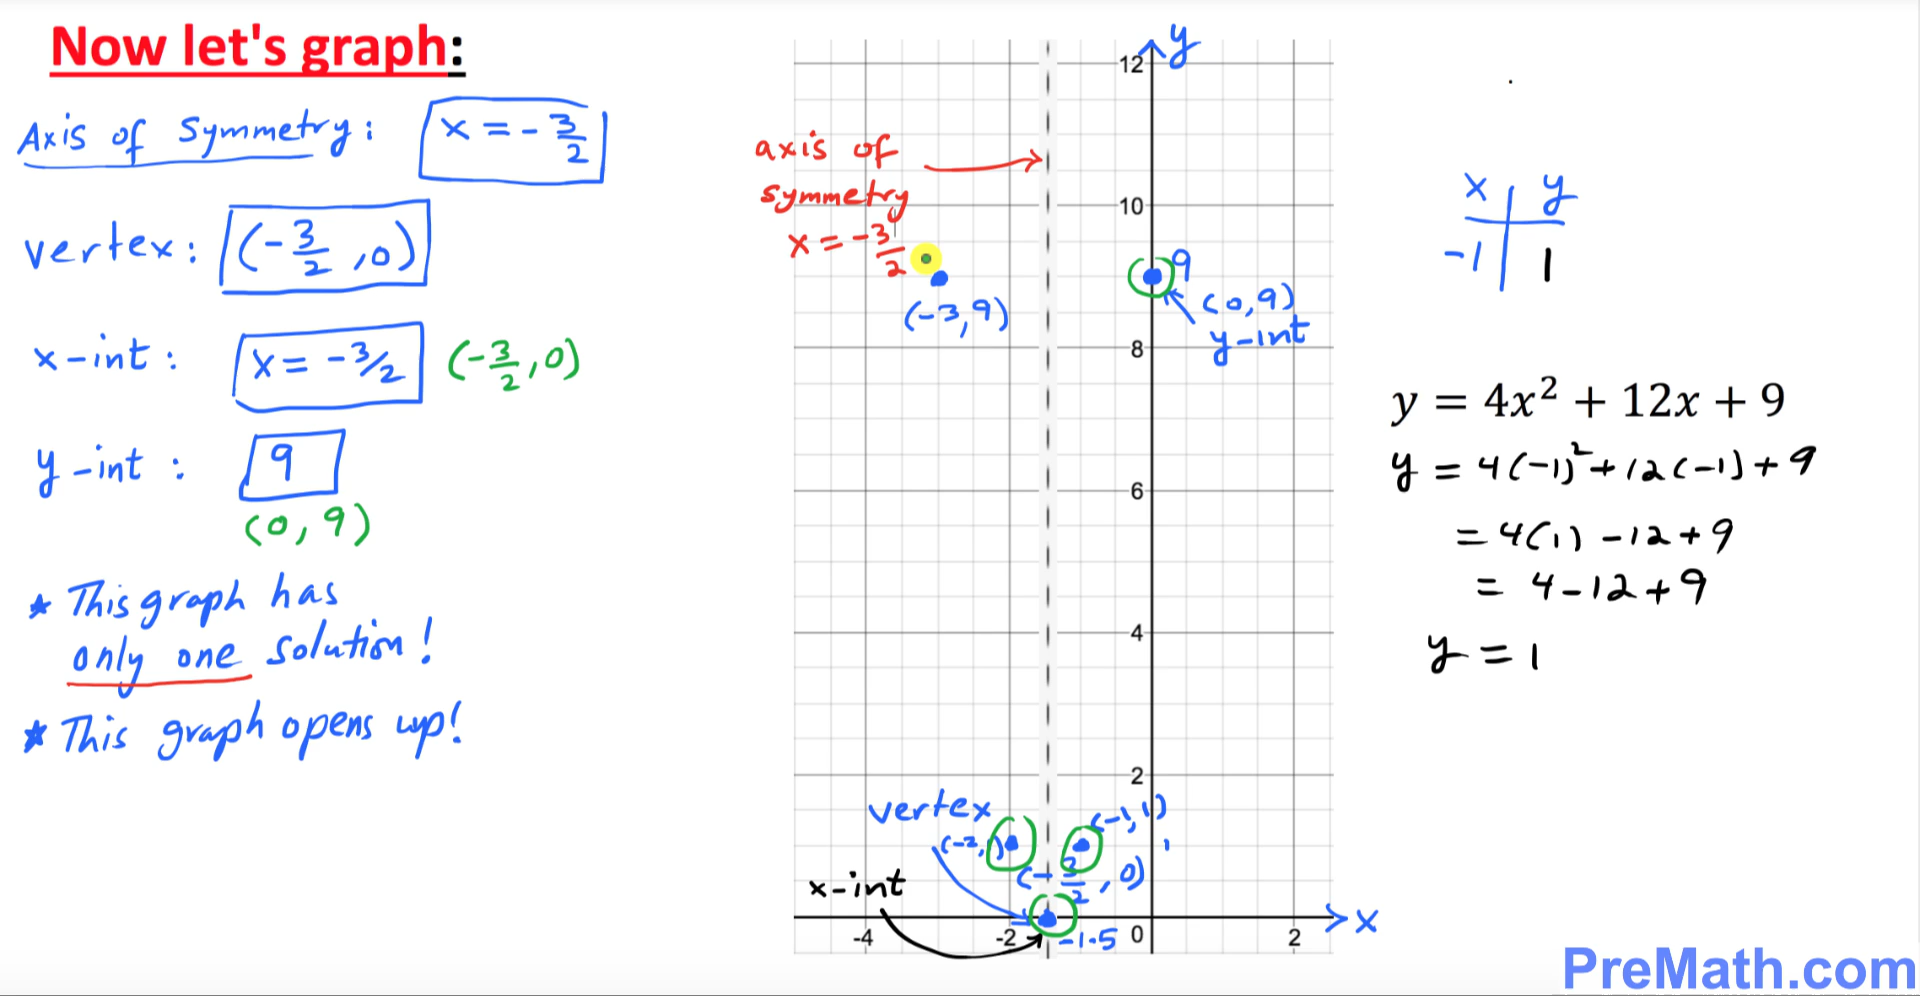 Now let's graph:
Axis of Symmetry: x = -3/2
vertex: (-3/2, 0)
x-int: x = -3/2 (-3/2, 0)
y-int: 9
(0, 9)
* This graph has
only one solution!
* This graph opens up!
y
12
axis of
symmetry
x = -3/2
10
(-3,9)
9
(0,9)
y-int
8
6
4
2
vertex
(-1,1)
(-2,1)
1
(-3/2, 0)
x-int
x
-4 -2 -1.5 0 2
x y
-1 1
y = 4x² + 12x + 9
y = 4(-1)² + 12(-1) + 9
= 4(1) - 12 + 9
= 4 - 12 + 9
y = 1
PreMath.com